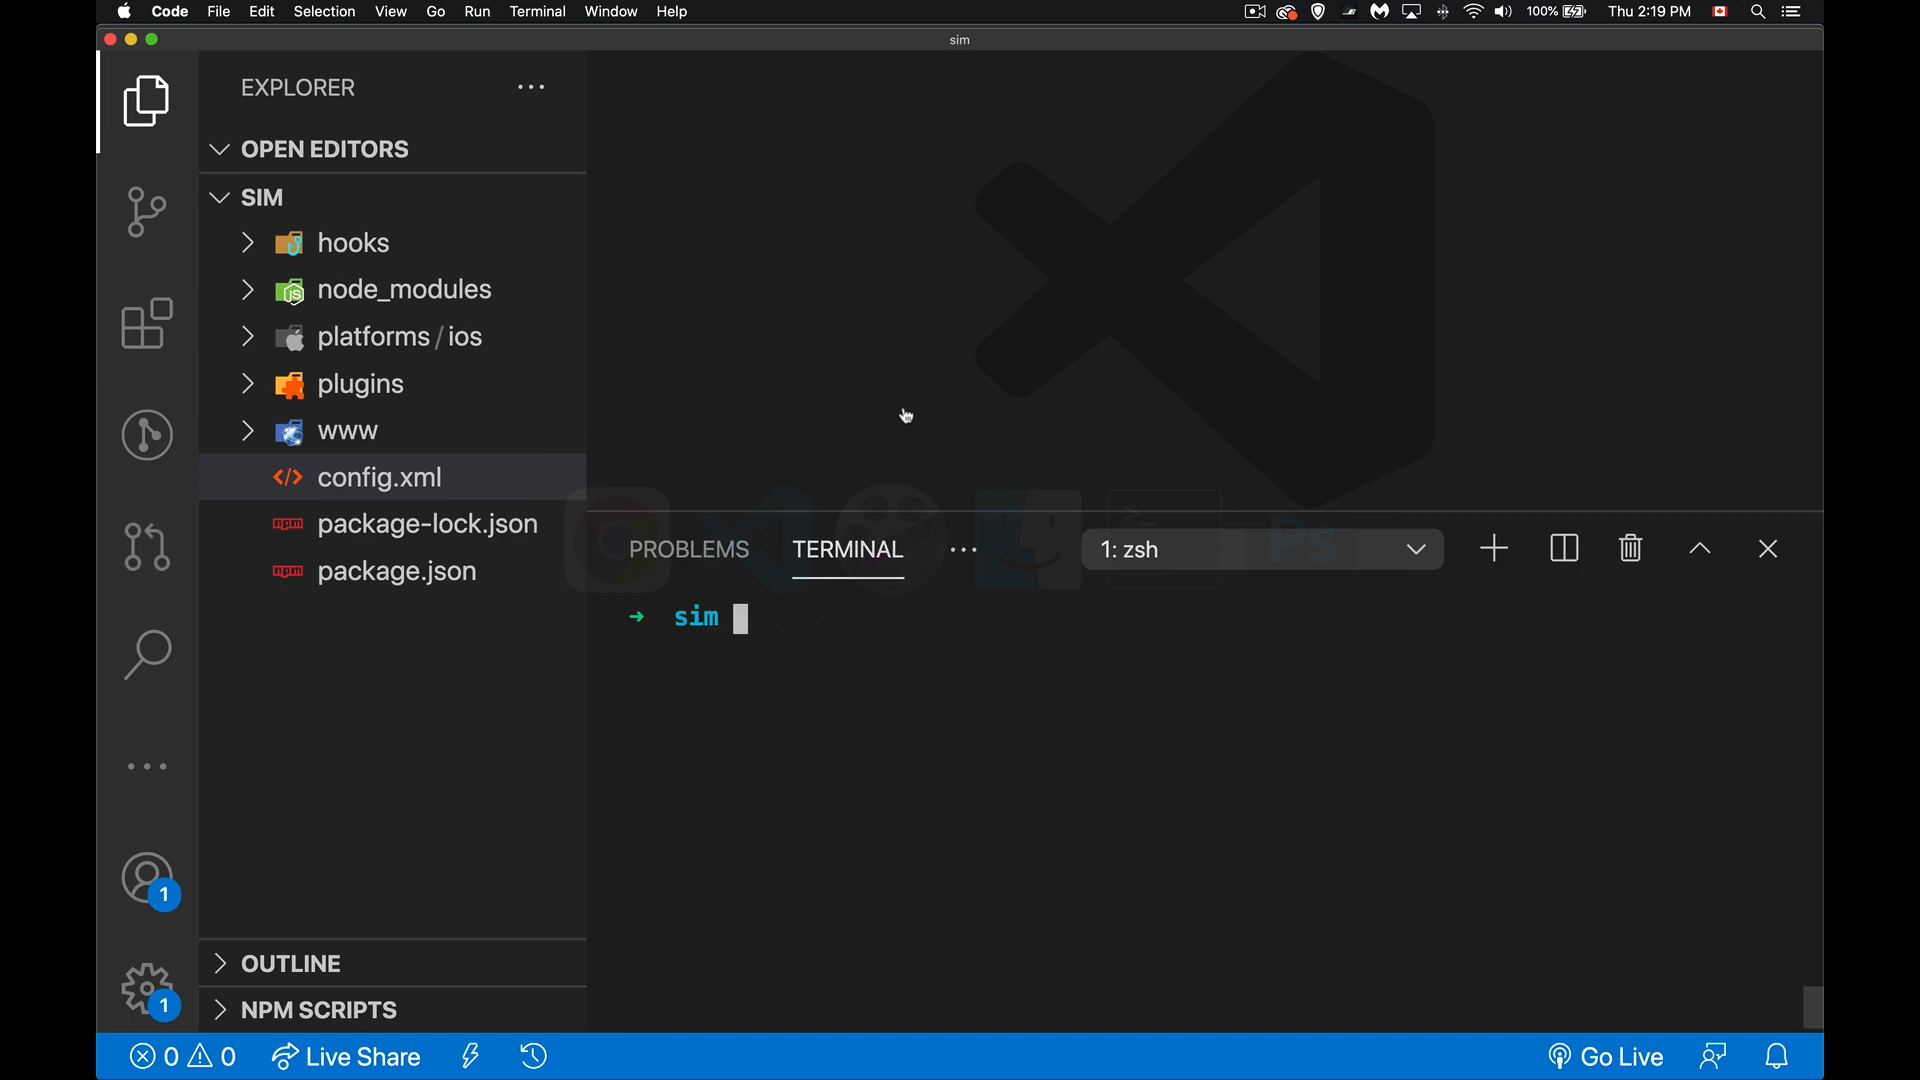 Code File Edit Selection View Go Run Terminal Window Help 100% Thu 2:19 PM
sim
EXPLORER
OPEN EDITORS
SIM
hooks
node_modules
platforms / ios
plugins
www
config.xml
package-lock.json
package.json
OUTLINE
NPM SCRIPTS
PROBLEMS TERMINAL 1: zsh
Ps
→ sim
1
1
0 0 Live Share Go Live